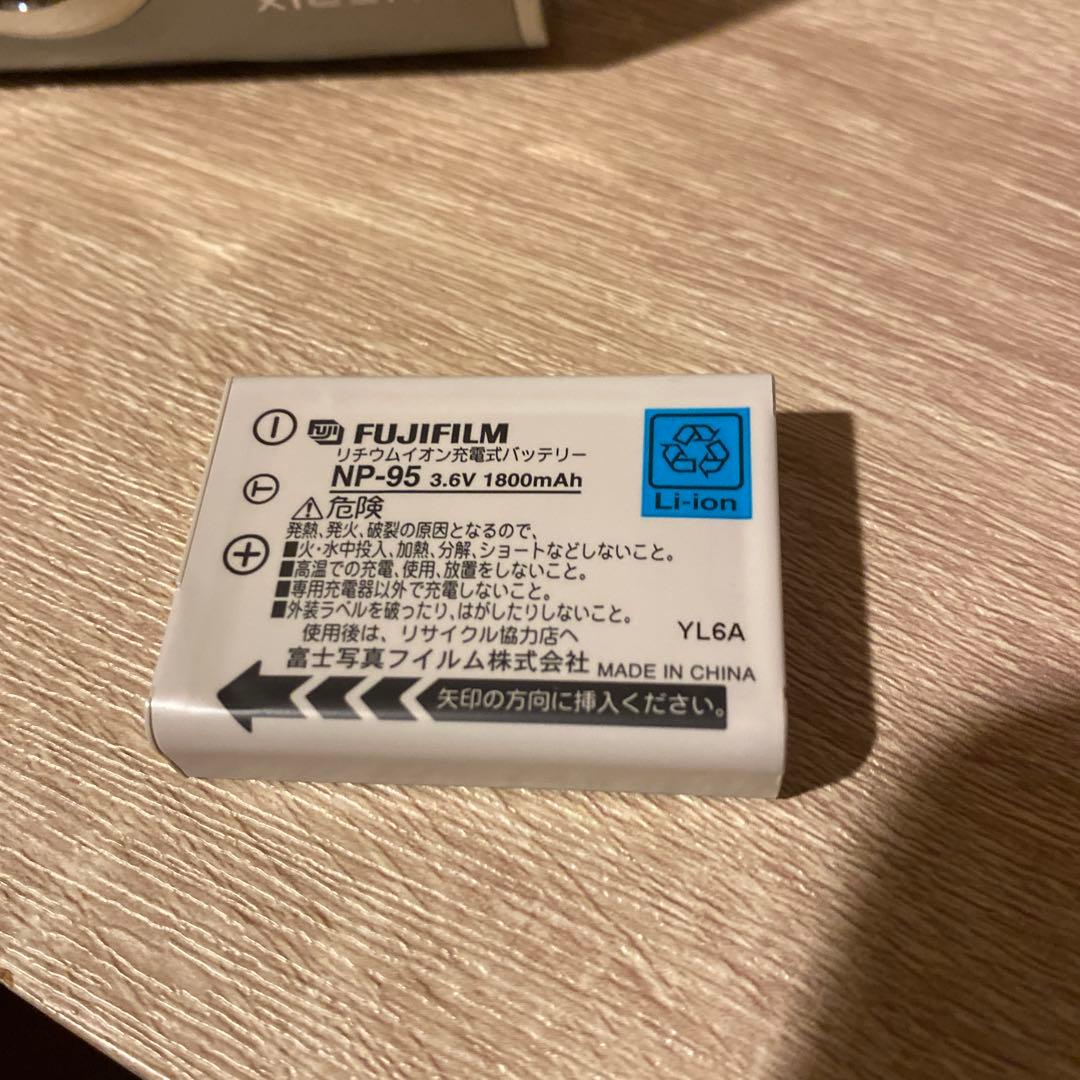 FUJI FUJIFILM
リチウムイオン充電式バッテリー
NP-95 3.6V 1800mAh
Li-ion
T
危険
発熱、発火、破裂の原因となるので、
■火・水中投入、加熱、分解、ショートなどしないこと。
■高温での充電、使用、放置をしないこと。
■専用充電器以外で充電しないこと。
■外装ラベルを破ったり、はがしたりしないこと。
使用後は、リサイクル協力店へ
YL6A
富士写真フイルム株式会社 MADE IN CHINA
矢印の方向に挿入ください。